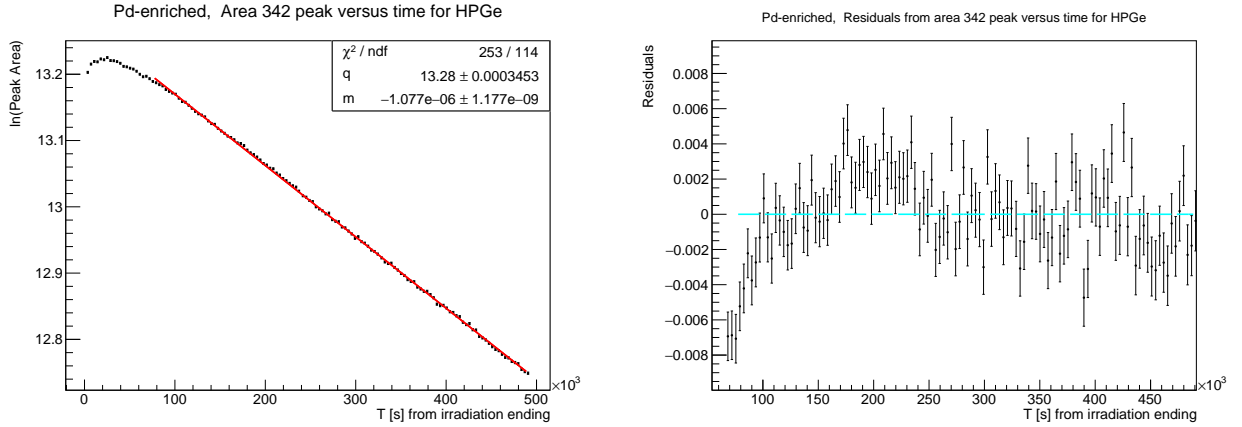 Pd-enriched, Area 342 peak versus time for HPGe
ln(Peak Area)
χ² / ndf 253 / 114
q 13.28 ± 0.0003453
m −1.077e−06 ± 1.177e−09
13.2
13.1
13
12.9
12.8
0 100 200 300 400 500
×10³
T [s] from irradiation ending
Pd-enriched, Residuals from area 342 peak versus time for HPGe
Residuals
0.008
0.006
0.004
0.002
0
−0.002
−0.004
−0.006
−0.008
100 150 200 250 300 350 400 450
×10³
T [s] from irradiation ending